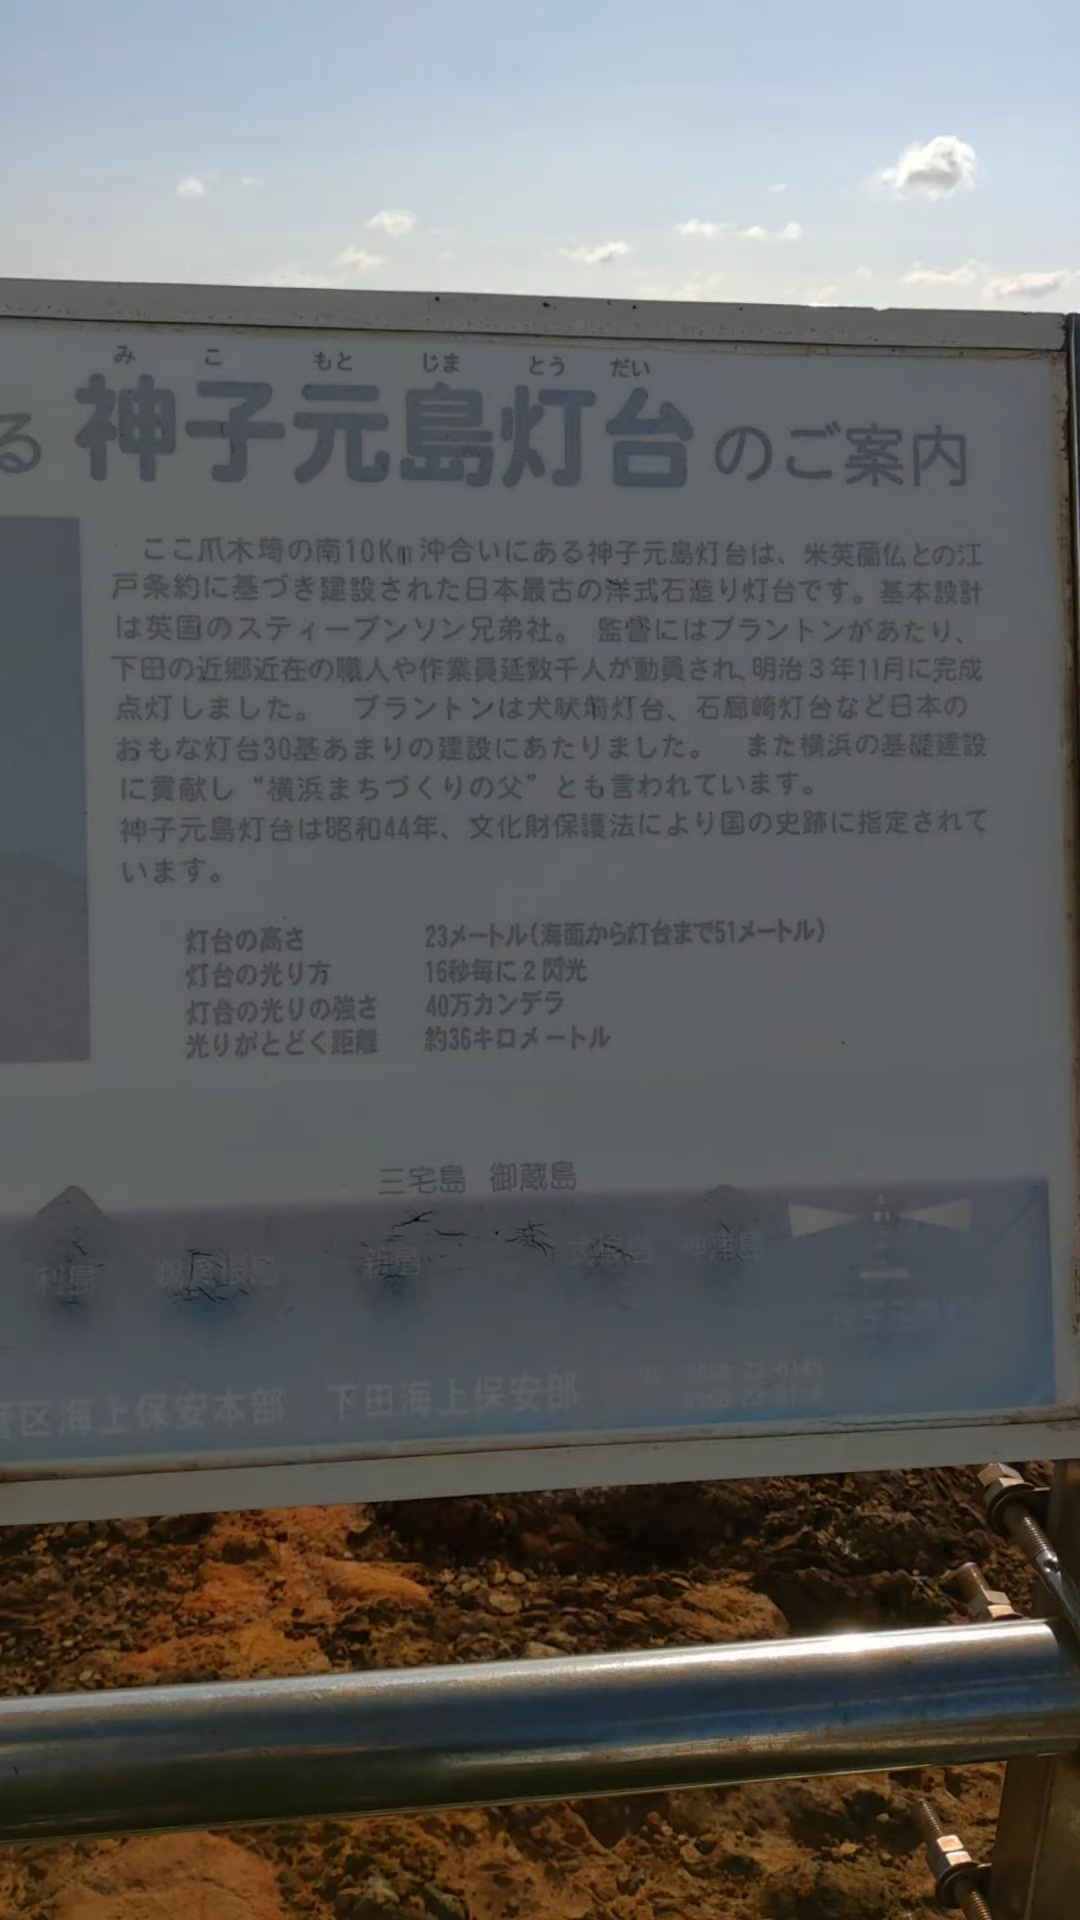 み こ もと じま とう だい
る 神子元島灯台 のご案内
ここ爪木埼の南10Km沖合いにある神子元島灯台は、米英蘭仏との江
戸条約に基づき建設された日本最古の洋式石造り灯台です。基本設計
は英国のスティーブンソン兄弟社。 監督にはブラントンがあたり、
下田の近郷近在の職人や作業員延数千人が動員され、明治3年11月に完成
点灯しました。 ブラントンは犬吠埼灯台、石廊崎灯台など日本の
おもな灯台30基あまりの建設にあたりました。 また横浜の基礎建設
に貢献し“横浜まちづくりの父”とも言われています。
神子元島灯台は昭和44年、文化財保護法により国の史跡に指定されて
います。
灯台の高さ 23メートル(海面から灯台まで51メートル)
灯台の光り方 16秒毎に2閃光
灯台の光りの強さ 40万カンデラ
光りがとどく距離 約36キロメートル
三宅島 御蔵島
利島 新島 神津島
管区海上保安本部 下田海上保安部